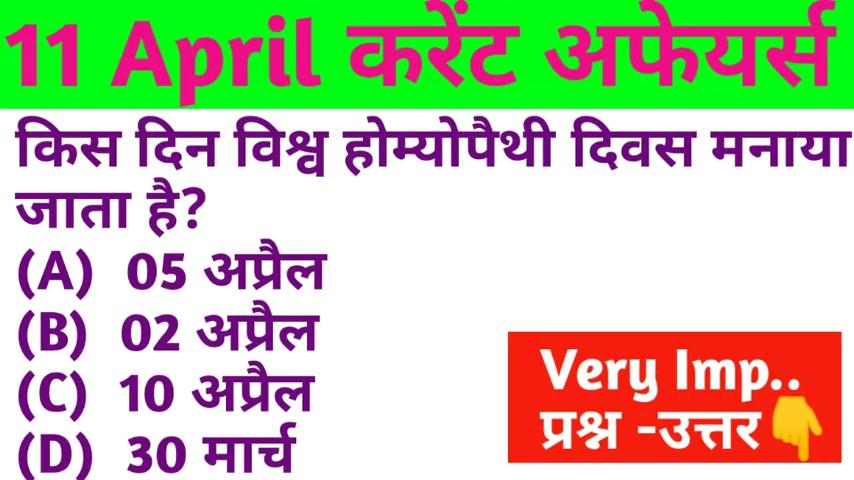 11 April करेंट अफेयर्स
किस दिन विश्व होम्योपैथी दिवस मनाया
जाता है?
(A) 05 अप्रैल
(B) 02 अप्रैल
(C) 10 अप्रैल
(D) 30 मार्च
Very Imp..
प्रश्न -उत्तर👇